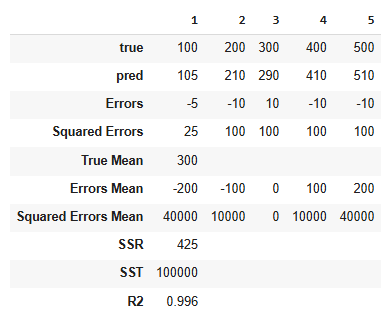 1 2 3 4 5
true 100 200 300 400 500
pred 105 210 290 410 510
Errors -5 -10 10 -10 -10
Squared Errors 25 100 100 100 100
True Mean 300
Errors Mean -200 -100 0 100 200
Squared Errors Mean 40000 10000 0 10000 40000
SSR 425
SST 100000
R2 0.996